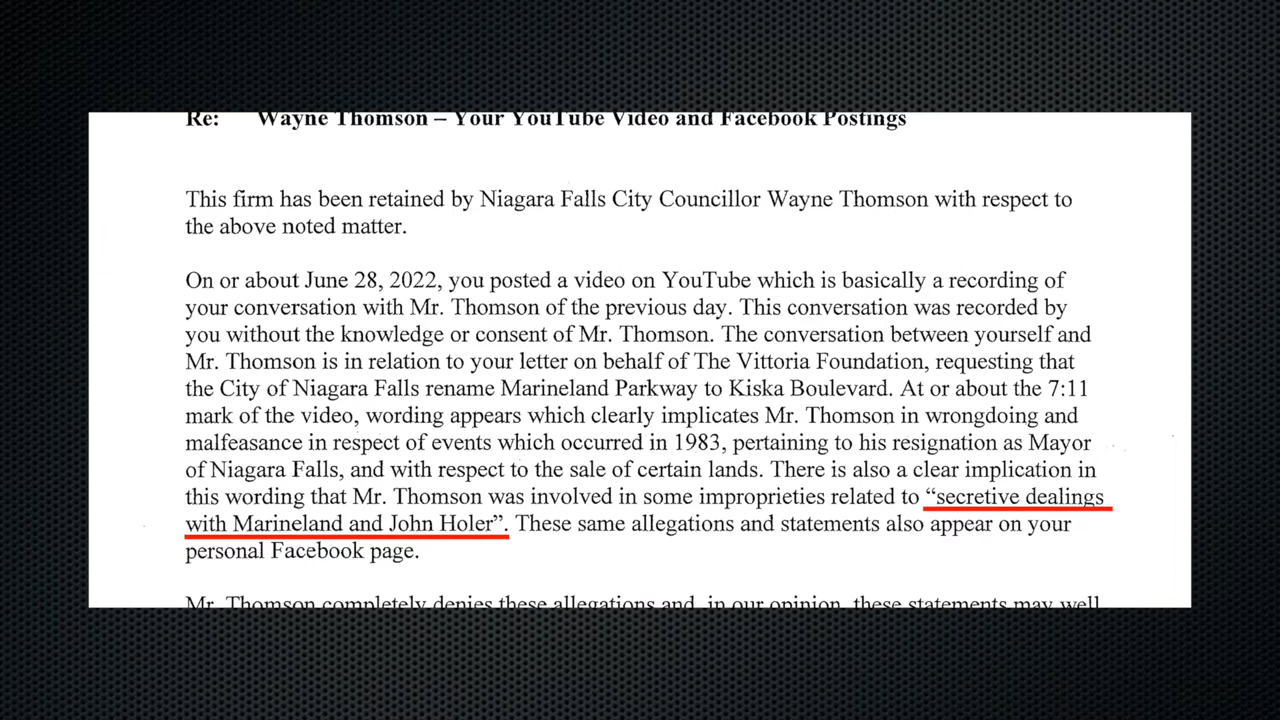 Re: Wayne Thomson – Your YouTube Video and Facebook Postings
This firm has been retained by Niagara Falls City Councillor Wayne Thomson with respect to
the above noted matter.
On or about June 28, 2022, you posted a video on YouTube which is basically a recording of
your conversation with Mr. Thomson of the previous day. This conversation was recorded by
you without the knowledge or consent of Mr. Thomson. The conversation between yourself and
Mr. Thomson is in relation to your letter on behalf of The Vittoria Foundation, requesting that
the City of Niagara Falls rename Marineland Parkway to Kiska Boulevard. At or about the 7:11
mark of the video, wording appears which clearly implicates Mr. Thomson in wrongdoing and
malfeasance in respect of events which occurred in 1983, pertaining to his resignation as Mayor
of Niagara Falls, and with respect to the sale of certain lands. There is also a clear implication in
this wording that Mr. Thomson was involved in some improprieties related to “secretive dealings
with Marineland and John Holer”. These same allegations and statements also appear on your
personal Facebook page.
Mr. Thomson completely denies these allegations and, in our opinion, these statements may well